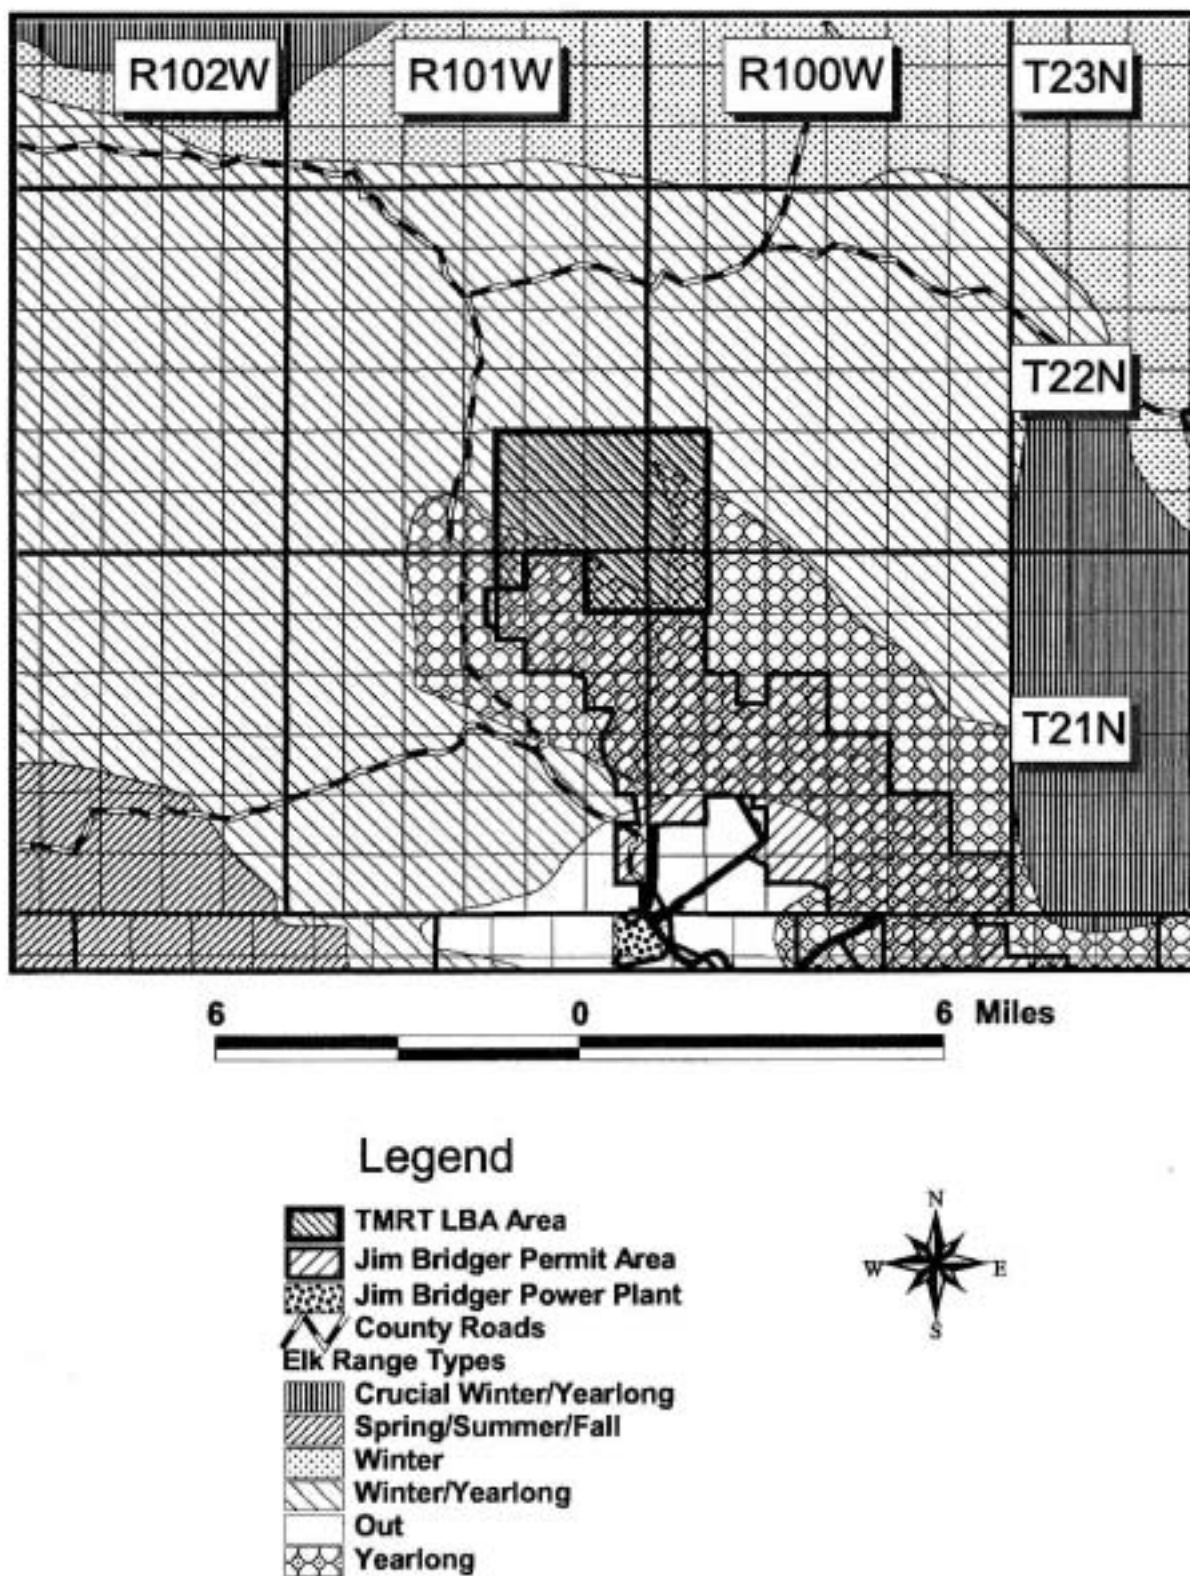 R102W R101W R100W T23N
T22N
T21N
6 0 6 Miles
Legend
TMRT LBA Area
Jim Bridger Permit Area
Jim Bridger Power Plant
County Roads
Elk Range Types
Crucial Winter/Yearlong
Spring/Summer/Fall
Winter
Winter/Yearlong
Out
Yearlong
N
W E
S